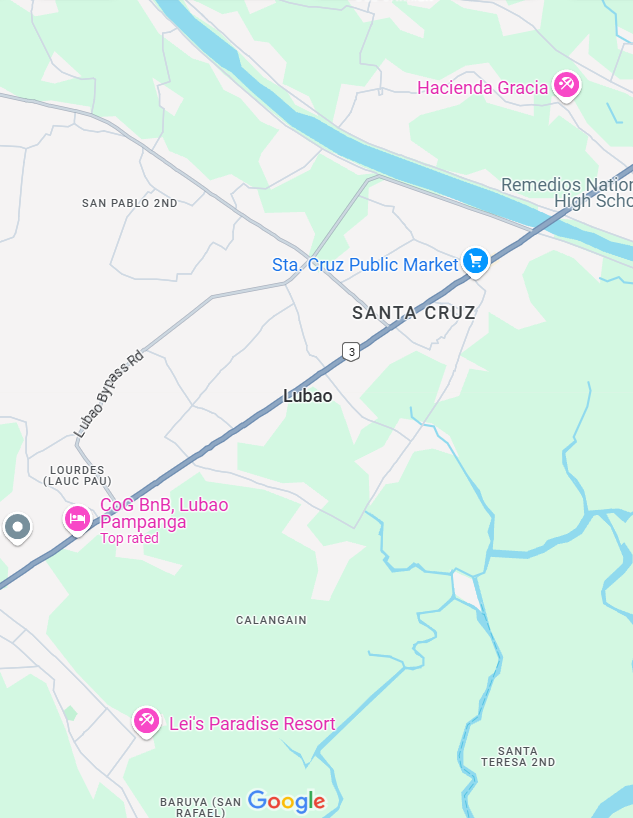 Hacienda Gracia
Remedios Nation
High Scho
SAN PABLO 2ND
Sta. Cruz Public Market
SANTA CRUZ
3
Lubao Bypass Rd
Lubao
LOURDES
(LAUC PAU)
CoG BnB, Lubao
Pampanga
Top rated
CALANGAIN
Lei's Paradise Resort
SANTA
TERESA 2ND
BARUYA (SAN
RAFAEL)
Google